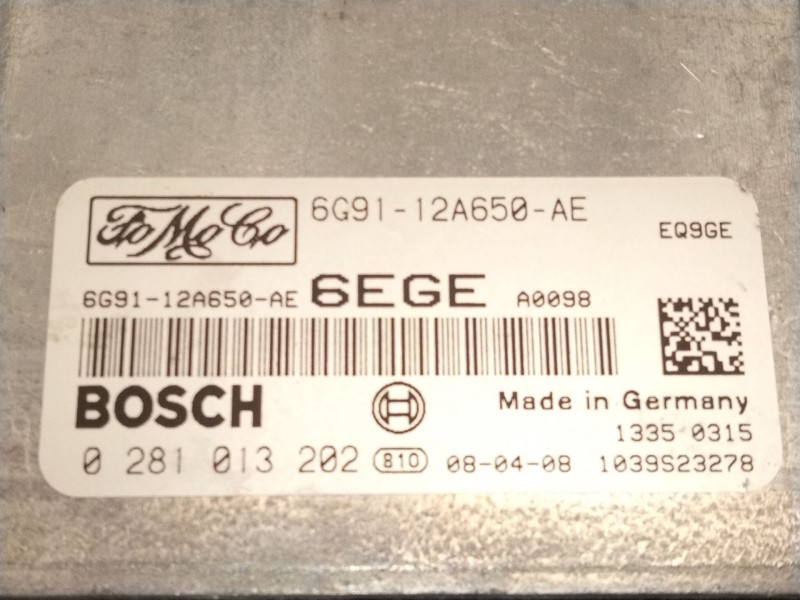 FoMoCo 6G91-12A650-AE
EQ9GE
6G91-12A650-AE 6EGE A0098
BOSCH Made in Germany
1335 0315
0 281 013 202 810 08-04-08 1039S23278